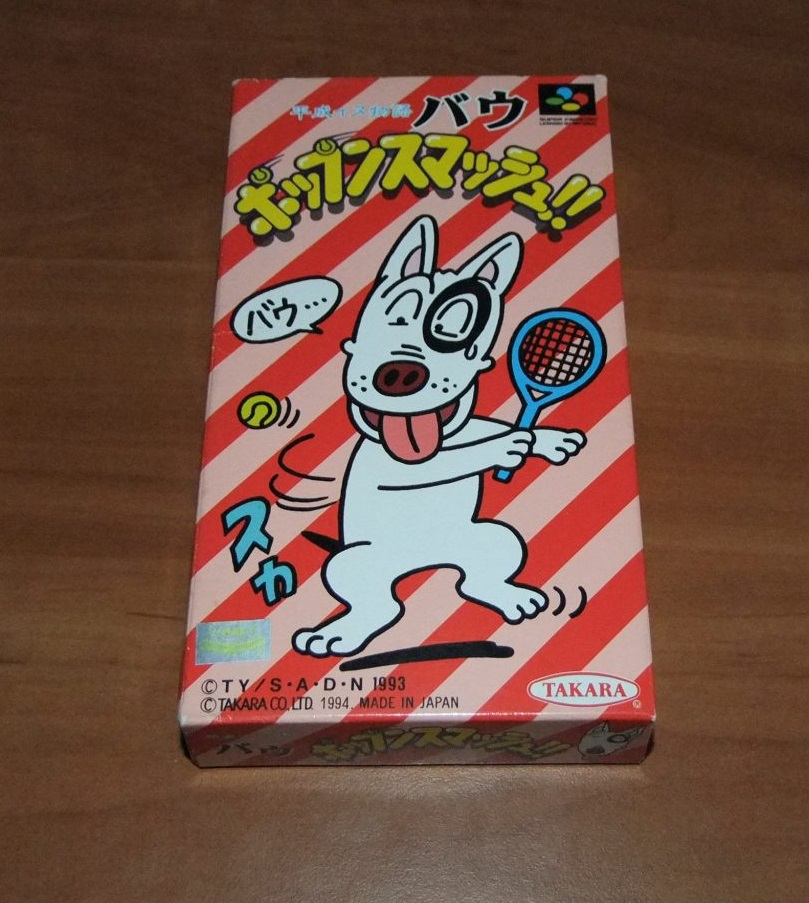 平成イヌ物語 バウ
ポップンスマッシュ!!
バウ…
スカ
©TY/S・A・D・N 1993
©TAKARA CO., LTD. 1994. MADE IN JAPAN
TAKARA
バウ ポップンスマッシュ!!